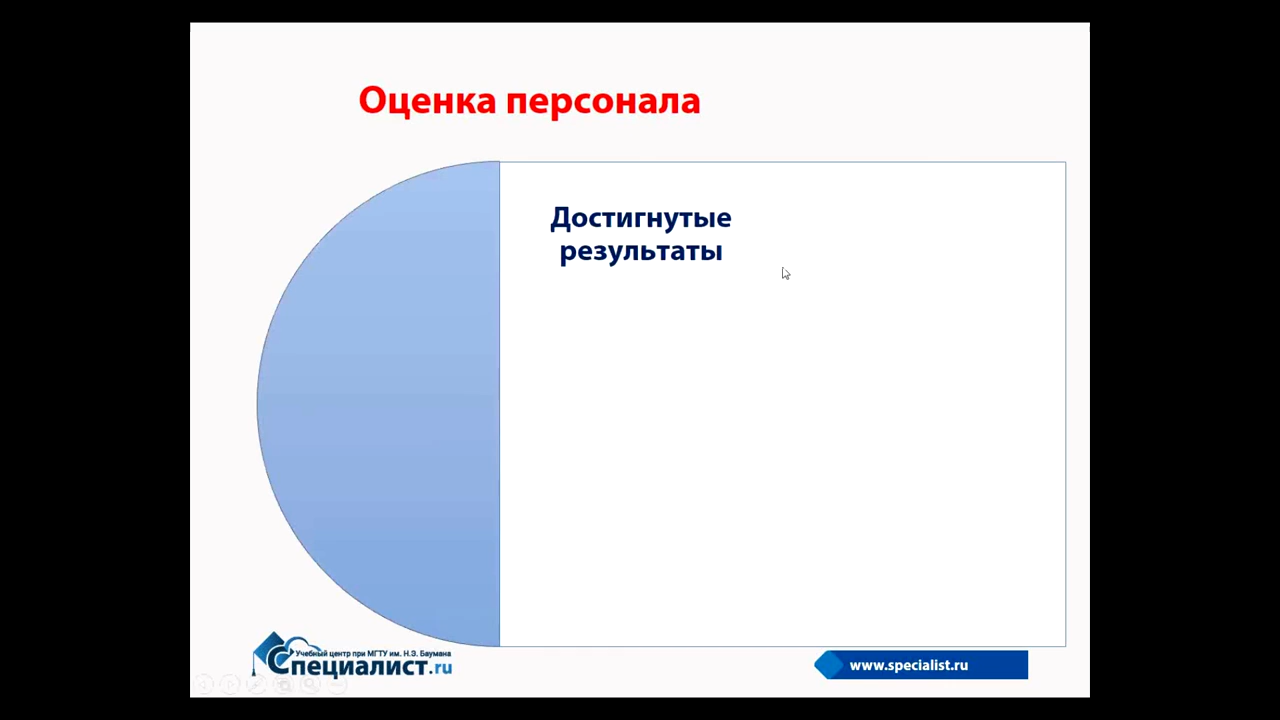 Оценка персонала
Достигнутые
результаты
Учебный центр при МГТУ им. Н.Э. Баумана
Специалист.ru
www.specialist.ru